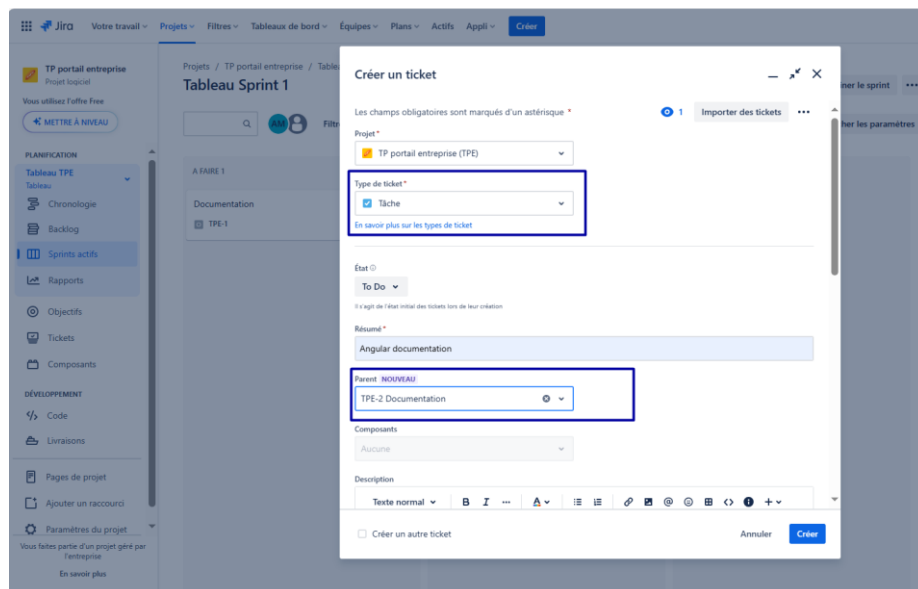 Jira Votre travail Projets Filtres Tableaux de bord Équipes Plans Actifs Appli Créer
TP portail entreprise
Projet logiciel
Vous utilisez l'offre Free
METTRE À NIVEAU
PLANIFICATION
Tableau TPE
Tableau
Chronologie
Backlog
Sprints actifs
Rapports
Objectifs
Tickets
Composants
DÉVELOPPEMENT
Code
Livraisons
Pages de projet
Ajouter un raccourci
Paramètres du projet
Vous faites partie d'un projet géré par
l'entreprise
En savoir plus
Projets / TP portail entreprise /
Tableau Sprint 1
AM
A FAIRE 1
Documentation
TPE-1
iner le sprint
her les paramètres
Créer un ticket
Les champs obligatoires sont marqués d'un astérisque *
1 Importer des tickets
Projet *
TP portail entreprise (TPE)
Type de ticket *
Tâche
En savoir plus sur les types de ticket
État
To Do
Il s'agit de l'état initial des tickets lors de leur création
Résumé *
Angular documentation
Parent NOUVEAU
TPE-2 Documentation
Composants
Aucune
Description
Texte normal B I ... A @
Créer un autre ticket
Annuler Créer